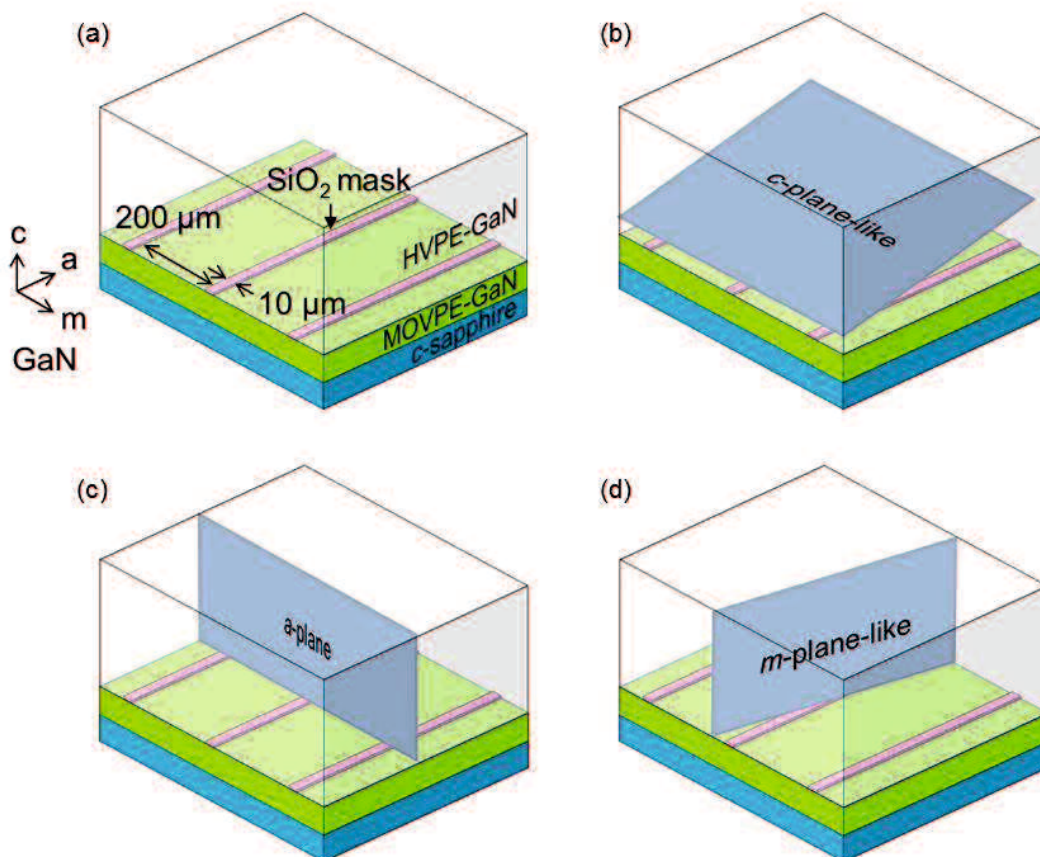 (a)
SiO2 mask
200 μm
10 μm
HVPE-GaN
MOVPE-GaN
c-sapphire
c
a
m
GaN
(b)
c-plane-like
(c)
a-plane
(d)
m-plane-like